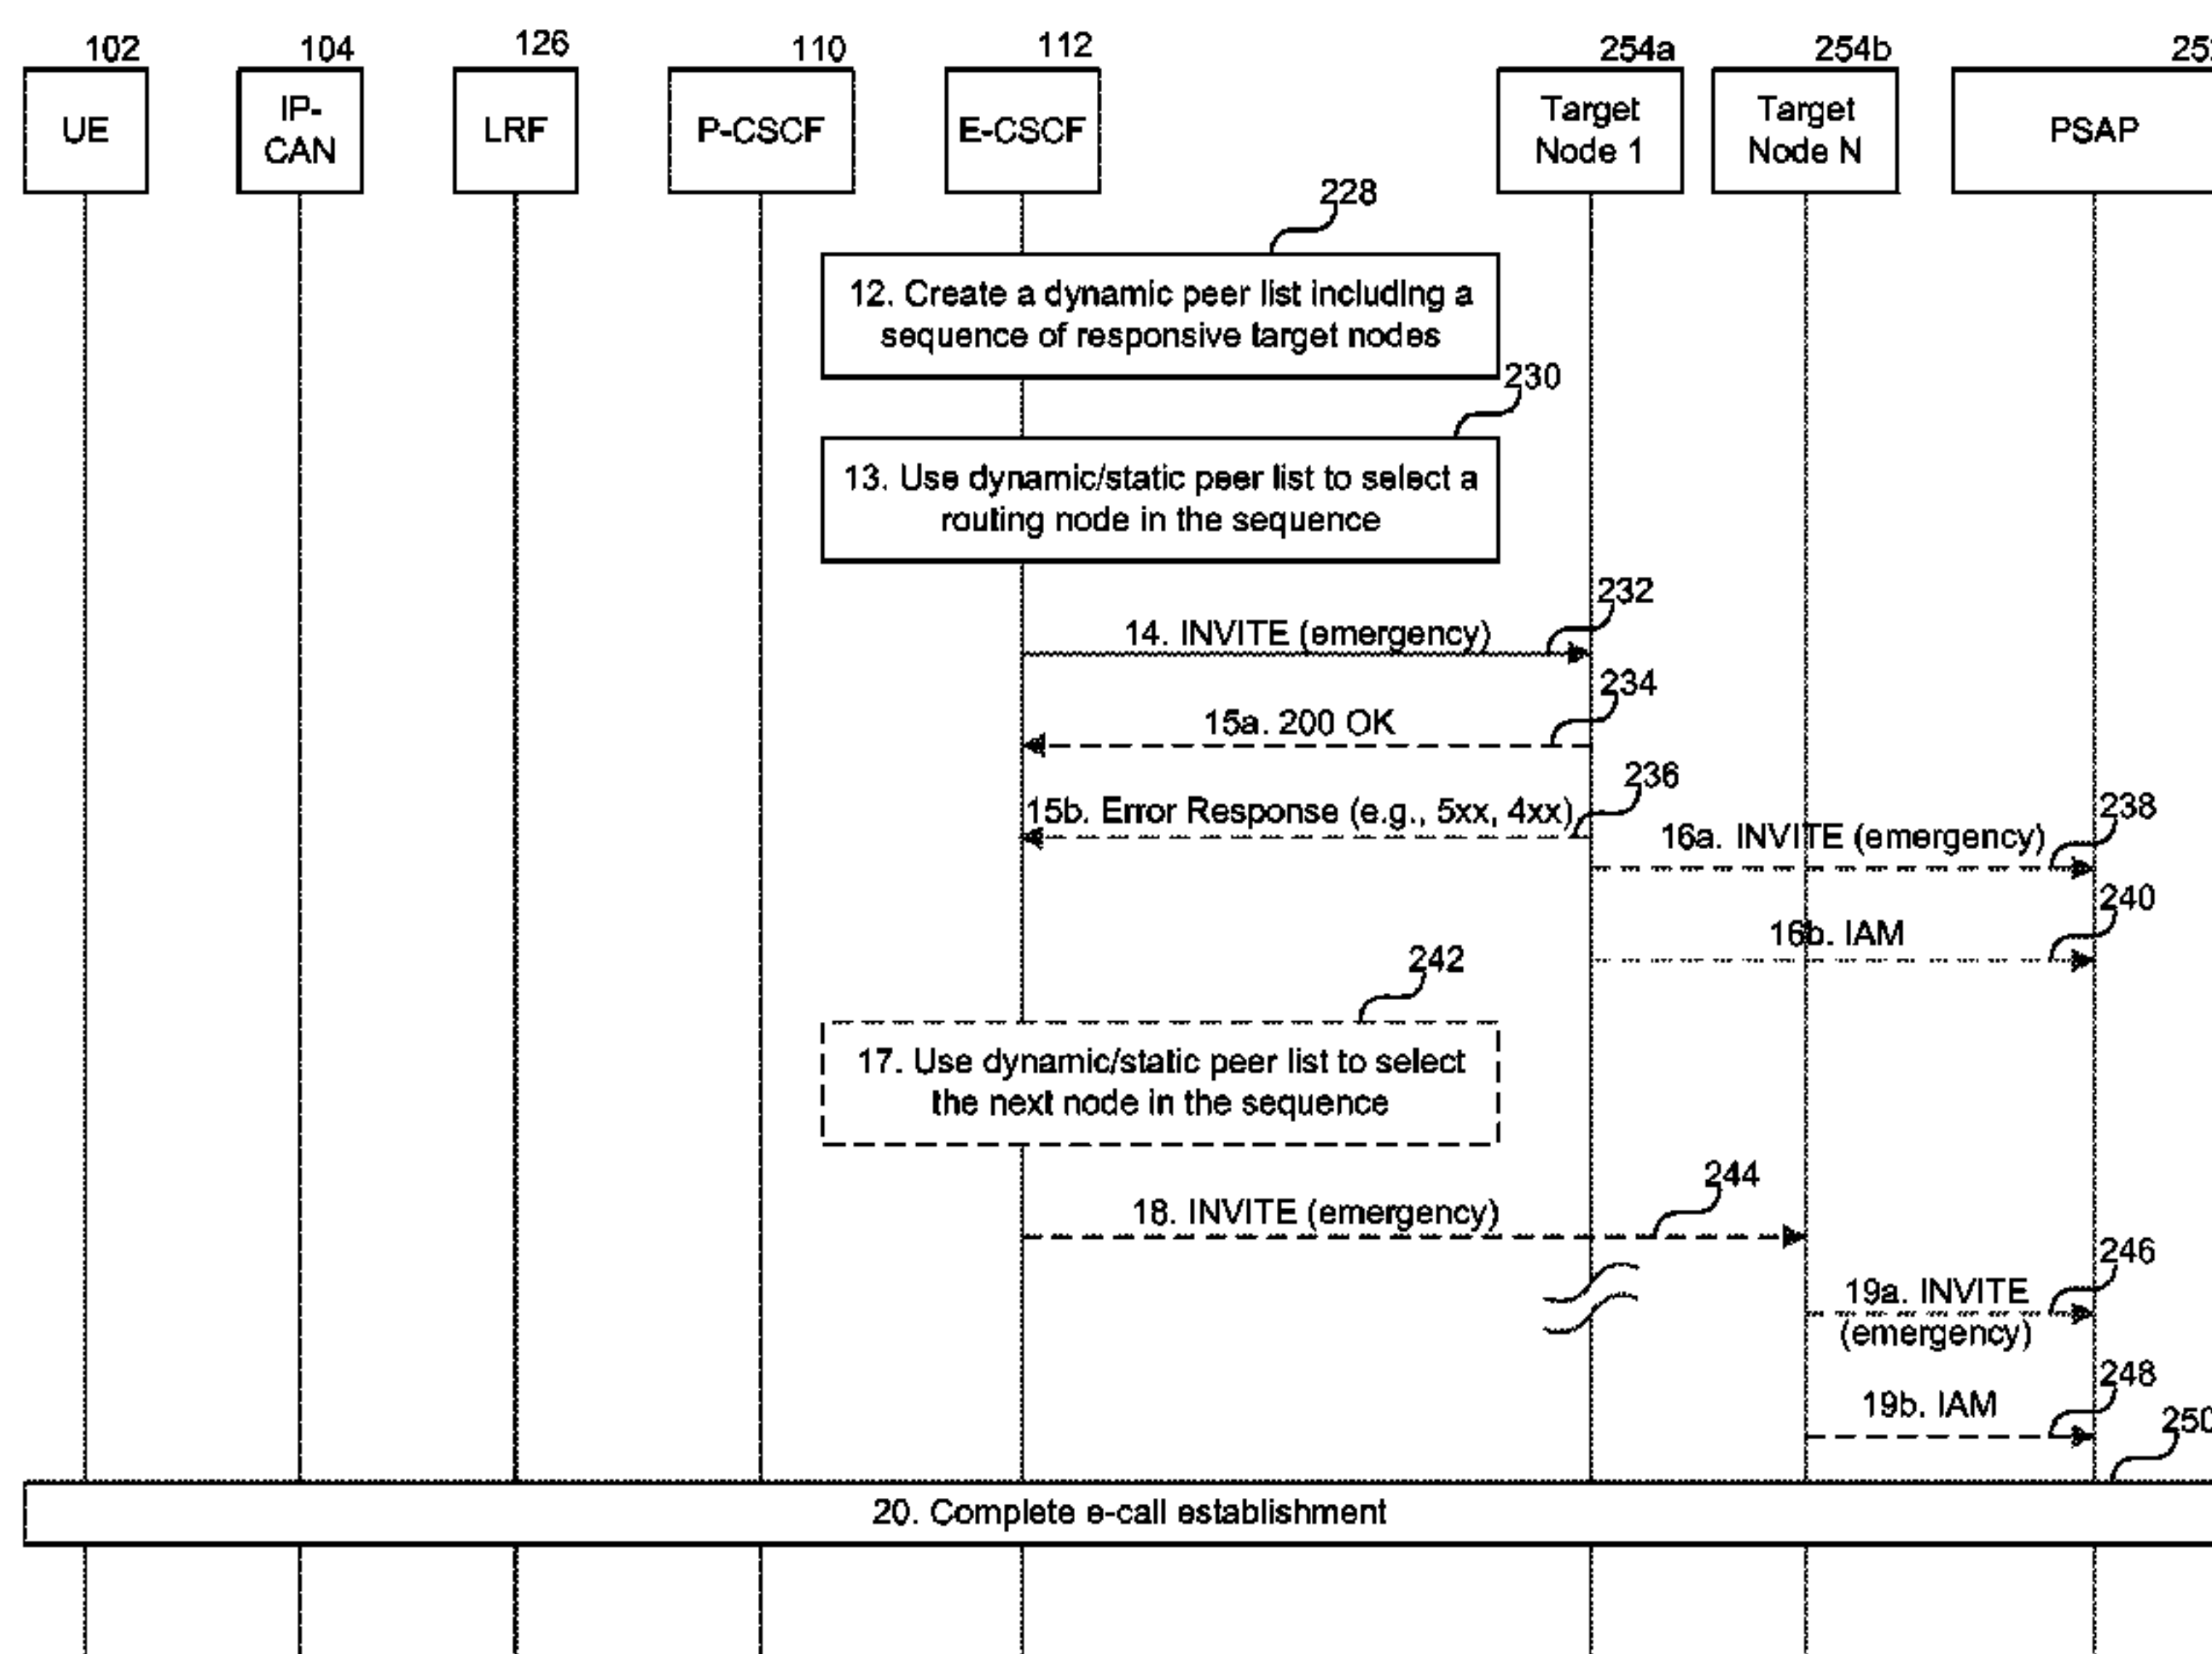 102
104
126
110
112
254a
254b
UE
IP-
CAN
LRF
P-CSCF
E-CSCF
Target
Node 1
Target
Node N
PSAP
228
12. Create a dynamic peer list including a
sequence of responsive target nodes
230
13. Use dynamic/static peer list to select a
routing node in the sequence
232
14. INVITE (emergency)
234
15a. 200 OK
236
15b. Error Response (e.g., 5xx, 4xx)
238
16a. INVITE (emergency)
240
16b. IAM
242
17. Use dynamic/static peer list to select
the next node in the sequence
244
18. INVITE (emergency)
246
19a. INVITE
(emergency)
248
19b. IAM
250
20. Complete e-call establishment